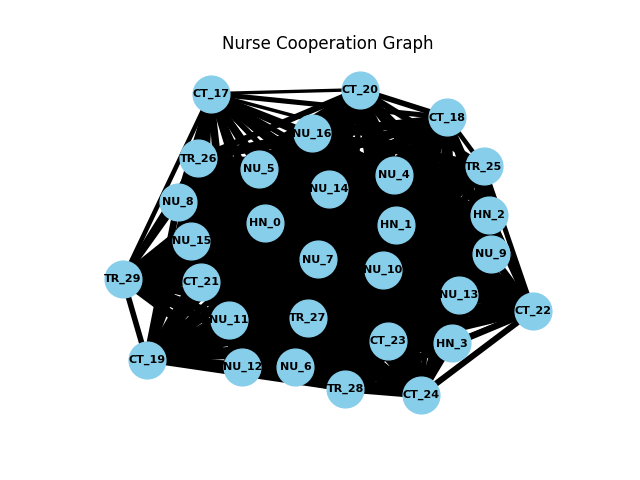 Nurse Cooperation Graph
CT_17
CT_20
CT_18
NU_16
TR_26
NU_5
NU_4
TR_25
NU_14
NU_8
HN_0
HN_1
HN_2
NU_15
NU_7
NU_10
NU_9
TR_29
CT_21
NU_13
CT_22
NU_11
TR_27
CT_23
HN_3
CT_19
NU_12
NU_6
TR_28
CT_24